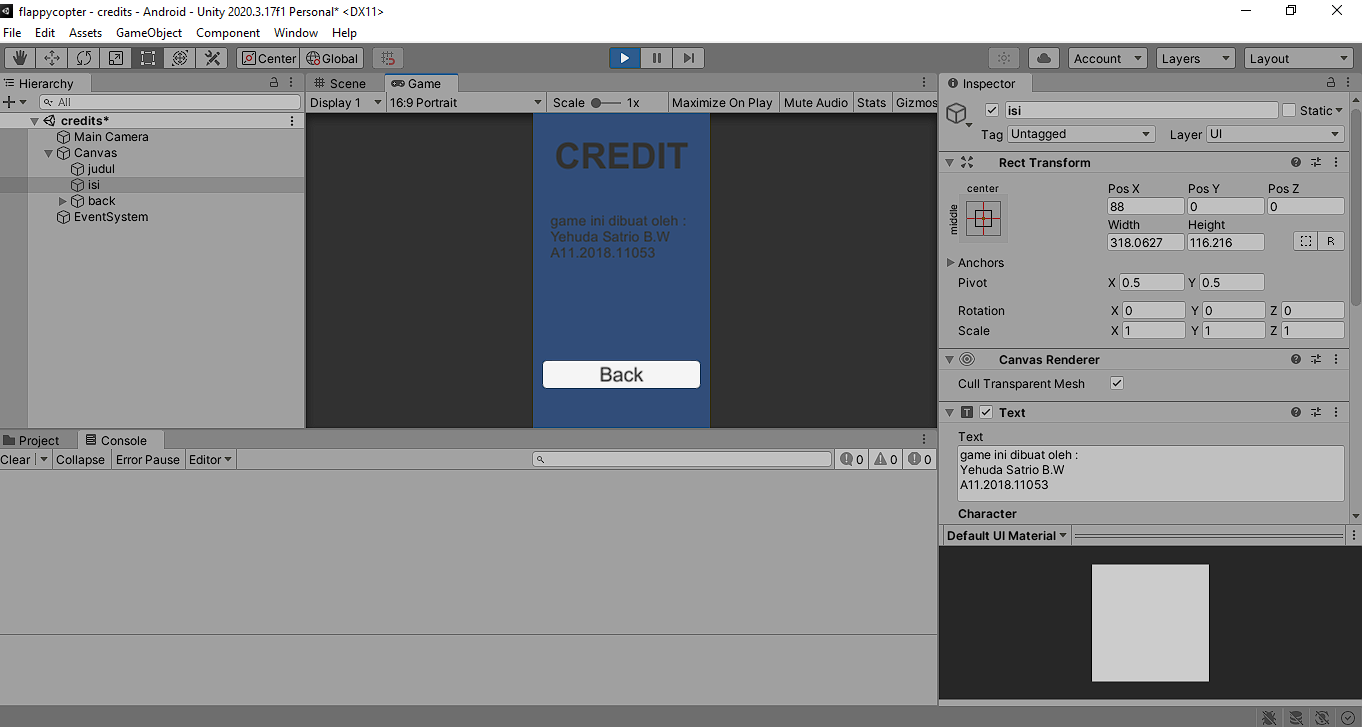 flappycopter - credits - Android - Unity 2020.3.17f1 Personal* <DX11>
File Edit Assets GameObject Component Window Help
Center Global Account Layers Layout
Hierarchy
All
credits*
Main Camera
Canvas
judul
isi
back
EventSystem
Scene Game
Display 1 16:9 Portrait Scale 1x Maximize On Play Mute Audio Stats Gizmos
CREDIT
game ini dibuat oleh :
Yehuda Satrio B.W
A11.2018.11053
Back
Project Console
Clear Collapse Error Pause Editor 0 0 0
Inspector
isi Static
Tag Untagged Layer UI
Rect Transform
center
middle
Pos X Pos Y Pos Z
88 0 0
Width Height
318.0627 116.216 R
Anchors
Pivot X 0.5 Y 0.5
Rotation X 0 Y 0 Z 0
Scale X 1 Y 1 Z 1
Canvas Renderer
Cull Transparent Mesh
T Text
Text
game ini dibuat oleh :
Yehuda Satrio B.W
A11.2018.11053
Character
Default UI Material